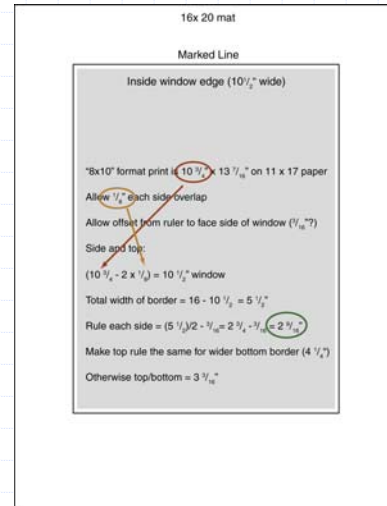 16x 20 mat
Marked Line
Inside window edge (10 1/2" wide)
"8x10" format print is 10 3/4" x 13 7/16" on 11 x 17 paper
Allow 1/8" each side overlap
Allow offset from ruler to face side of window (3/16"?)
Side and top:
(10 3/4 - 2 x 1/8) = 10 1/2" window
Total width of border = 16 - 10 1/2 = 5 1/2"
Rule each side = (5 1/2)/2 - 3/16 = 2 3/4 - 3/16 = 2 9/16"
Make top rule the same for wider bottom border (4 1/4")
Otherwise top/bottom = 3 3/16"